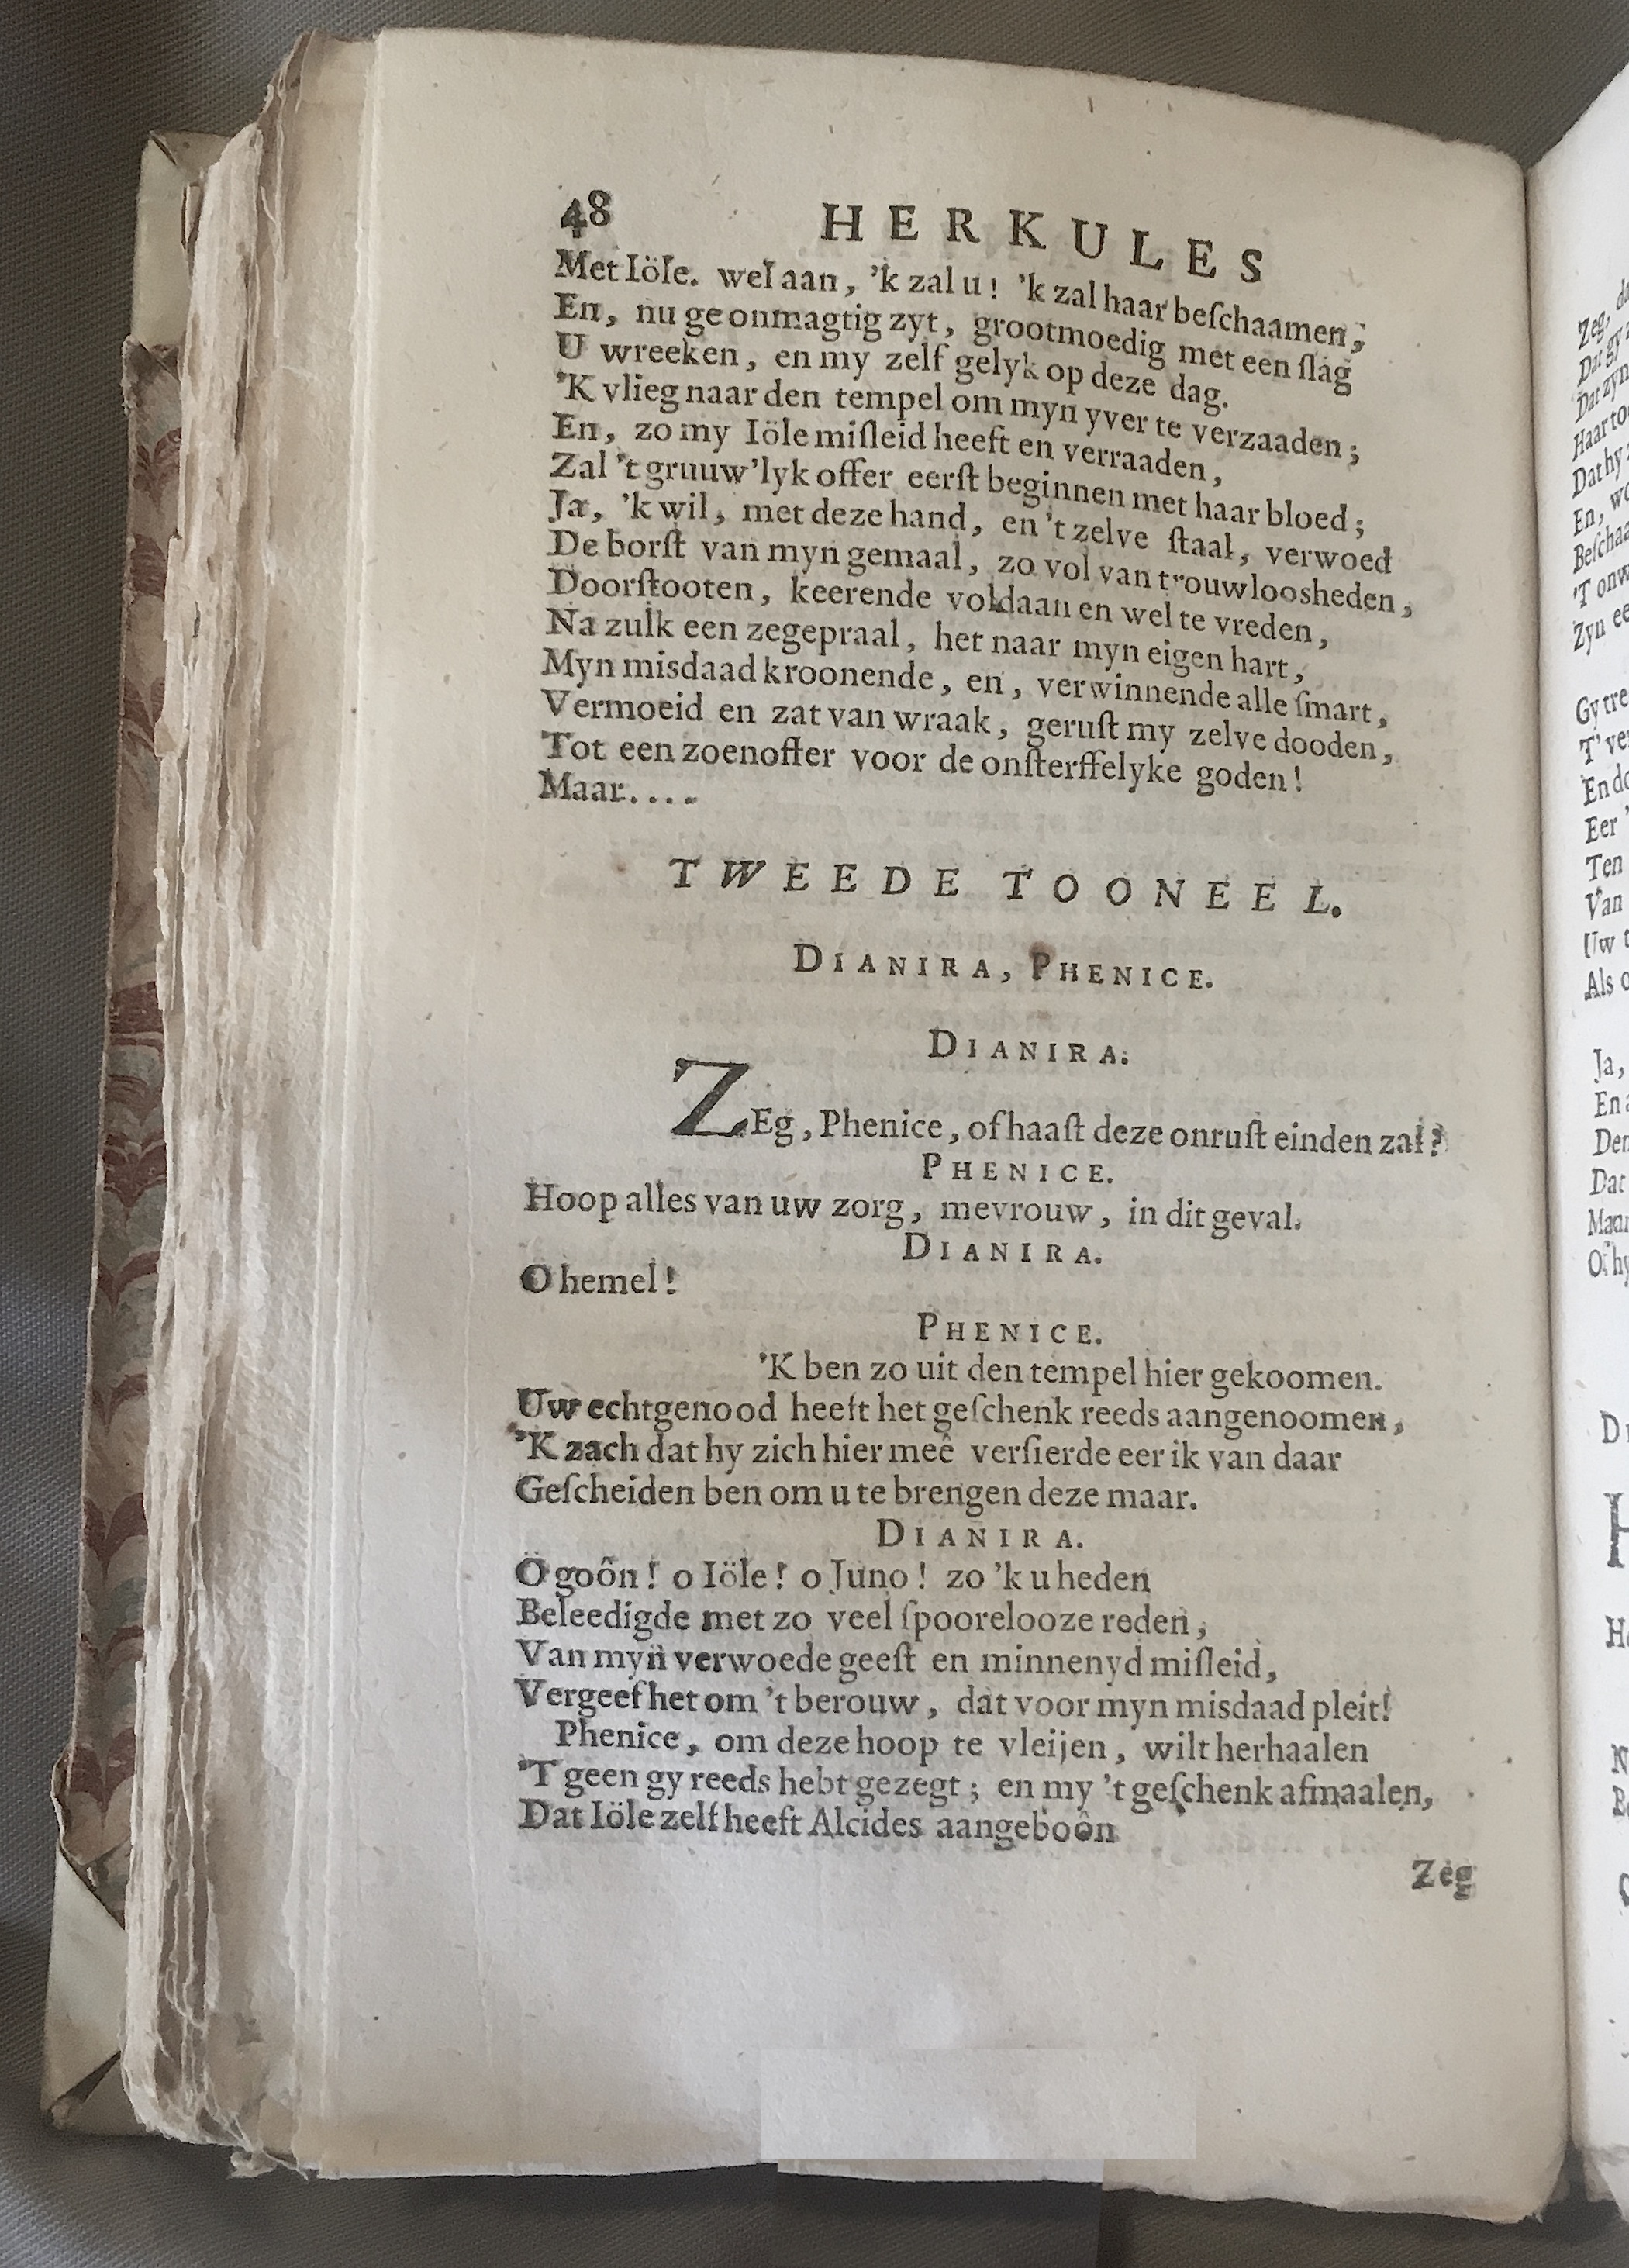 48 HERKULES
Met Iöle. wel aan, 'k zal u! 'k zal haar beſchaamen,
En, nu ge onmagtig zyt, grootmoedig met een ſlag
U wreeken, en my zelf gelyk op deze dag.
'K vlieg naar den tempel om myn yver te verzaaden;
En, zo my Iöle miſleid heeft en verraaden,
Zal 't gruuw'lyk offer eerſt beginnen met haar bloed;
Ja, 'k wil, met deze hand, en 't zelve ſtaal, verwoed
De borſt van myn gemaal, zo vol van trouwloosheden,
Doorſtooten, keerende voldaan en wel te vreden,
Na zulk een zegepraal, het naar myn eigen hart,
Myn misdaad kroonende, en, verwinnende alle ſmart,
Vermoeid en zat van wraak, geruſt my zelve dooden,
Tot een zoenoffer voor de onſterffelyke goden!
Maar....
TWEEDE TOONEEL.
DIANIRA, PHENICE.
DIANIRA.
ZEg, Phenice, of haaſt deze onruſt einden zal?
PHENICE.
Hoop alles van uw zorg, mevrouw, in dit geval.
DIANIRA.
O hemel!
PHENICE.
'K ben zo uit den tempel hier gekoomen.
Uw echtgenood heeft het geſchenk reeds aangenoomen,
'K zach dat hy zich hier meê verſierde eer ik van daar
Geſcheiden ben om u te brengen deze maar.
DIANIRA.
O goôn! o Iöle! o Juno! zo 'k u heden
Beleedigde met zo veel ſpoorelooze reden,
Van myn verwoede geeſt en minnenyd miſleid,
Vergeef het om 't berouw, dat voor myn misdaad pleit!
Phenice, om deze hoop te vleijen, wilt herhaalen
'T geen gy reeds hebt gezegt; en my 't geſchenk afmaalen,
Dat Iöle zelf heeft Alcides aangeboôn
Zeg